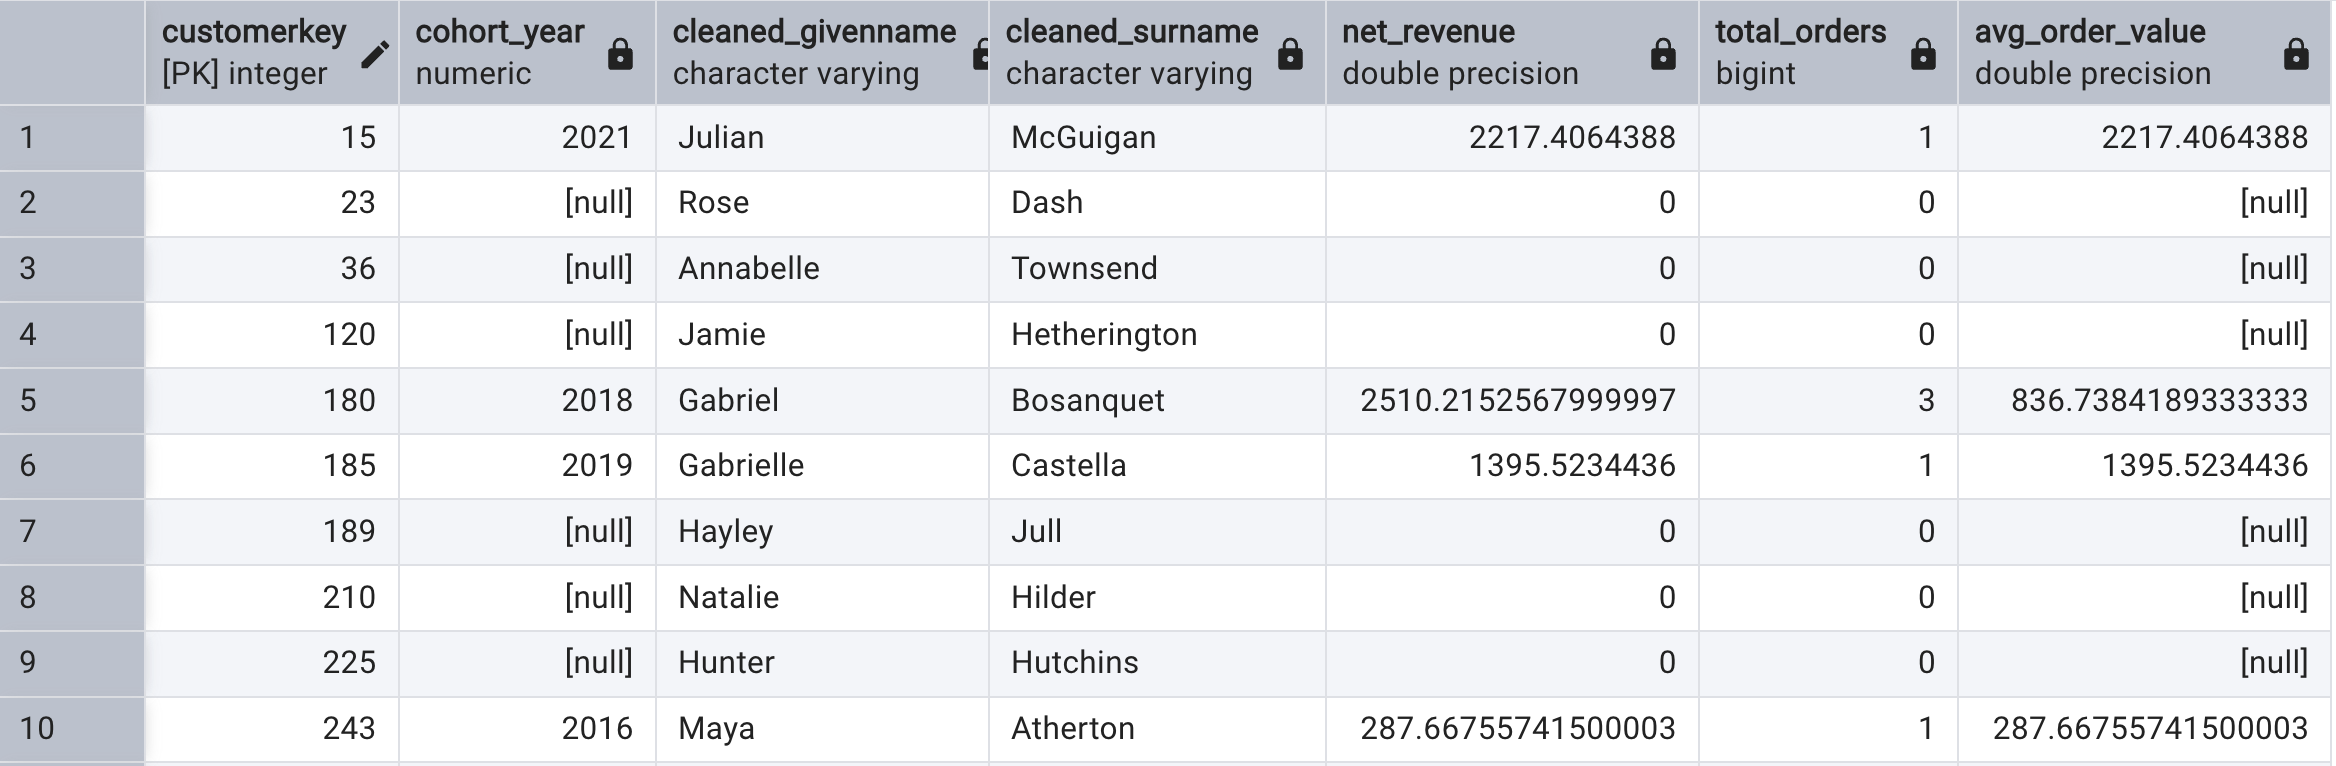 customerkey cohort_year cleaned_givenname cleaned_surname net_revenue total_orders avg_order_value
[PK] integer numeric character varying character varying double precision bigint double precision
1 15 2021 Julian McGuigan 2217.4064388 1 2217.4064388
2 23 [null] Rose Dash 0 0 [null]
3 36 [null] Annabelle Townsend 0 0 [null]
4 120 [null] Jamie Hetherington 0 0 [null]
5 180 2018 Gabriel Bosanquet 2510.2152567999997 3 836.7384189333333
6 185 2019 Gabrielle Castella 1395.5234436 1 1395.5234436
7 189 [null] Hayley Jull 0 0 [null]
8 210 [null] Natalie Hilder 0 0 [null]
9 225 [null] Hunter Hutchins 0 0 [null]
10 243 2016 Maya Atherton 287.66755741500003 1 287.66755741500003